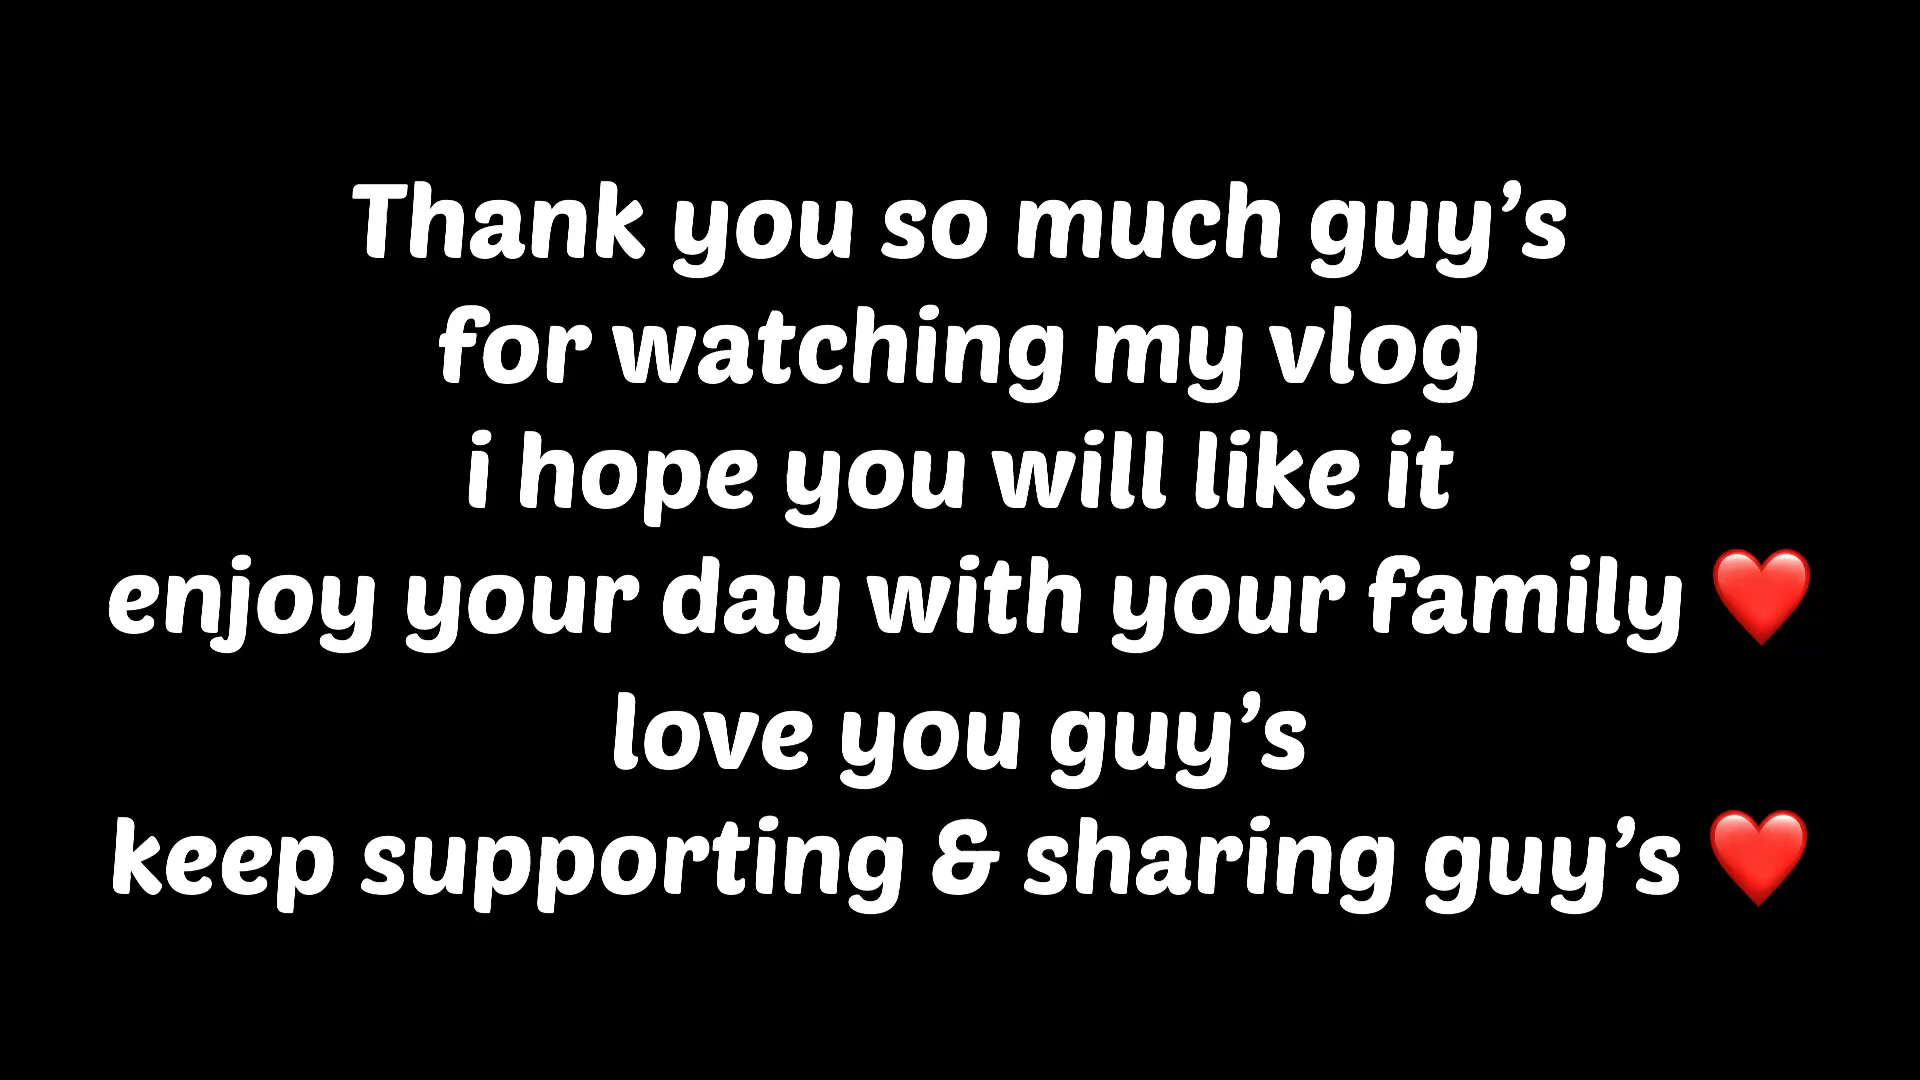 Thank you so much guy’s
for watching my vlog
i hope you will like it
enjoy your day with your family ❤️
love you guy’s
keep supporting & sharing guy’s ❤️